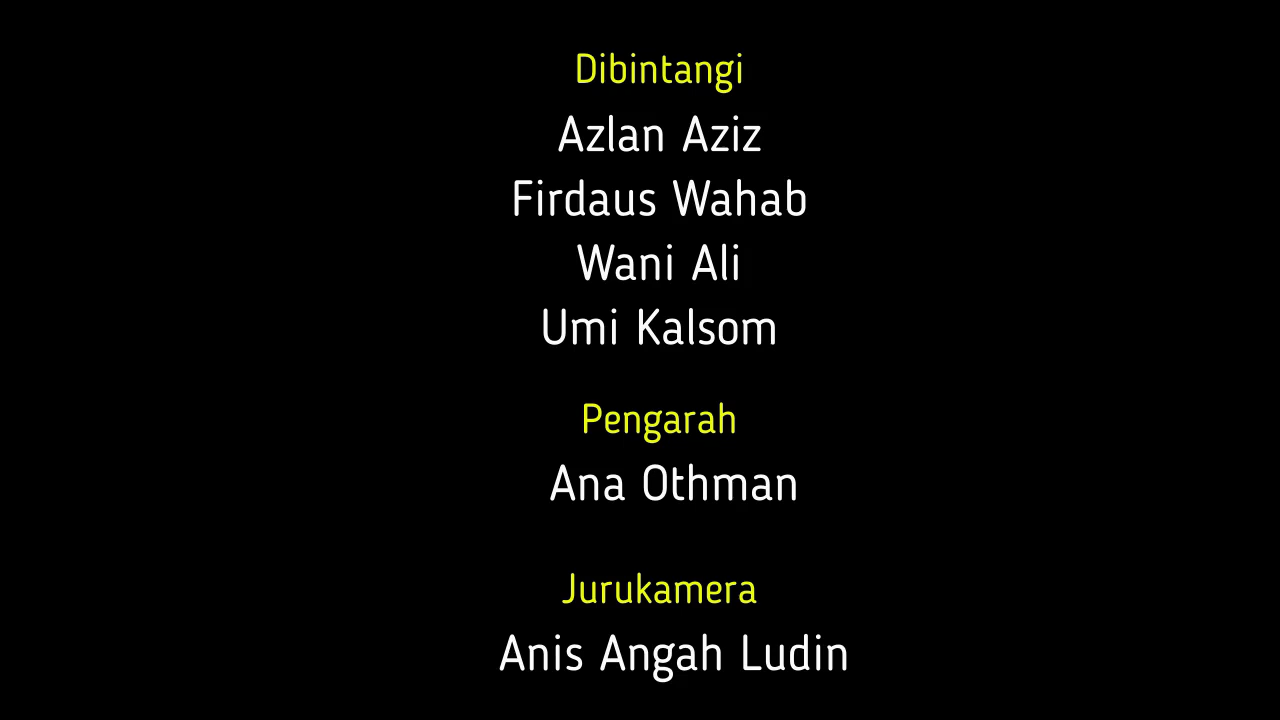 Dibintangi
Azlan Aziz
Firdaus Wahab
Wani Ali
Umi Kalsom
Pengarah
Ana Othman
Jurukamera
Anis Angah Ludin